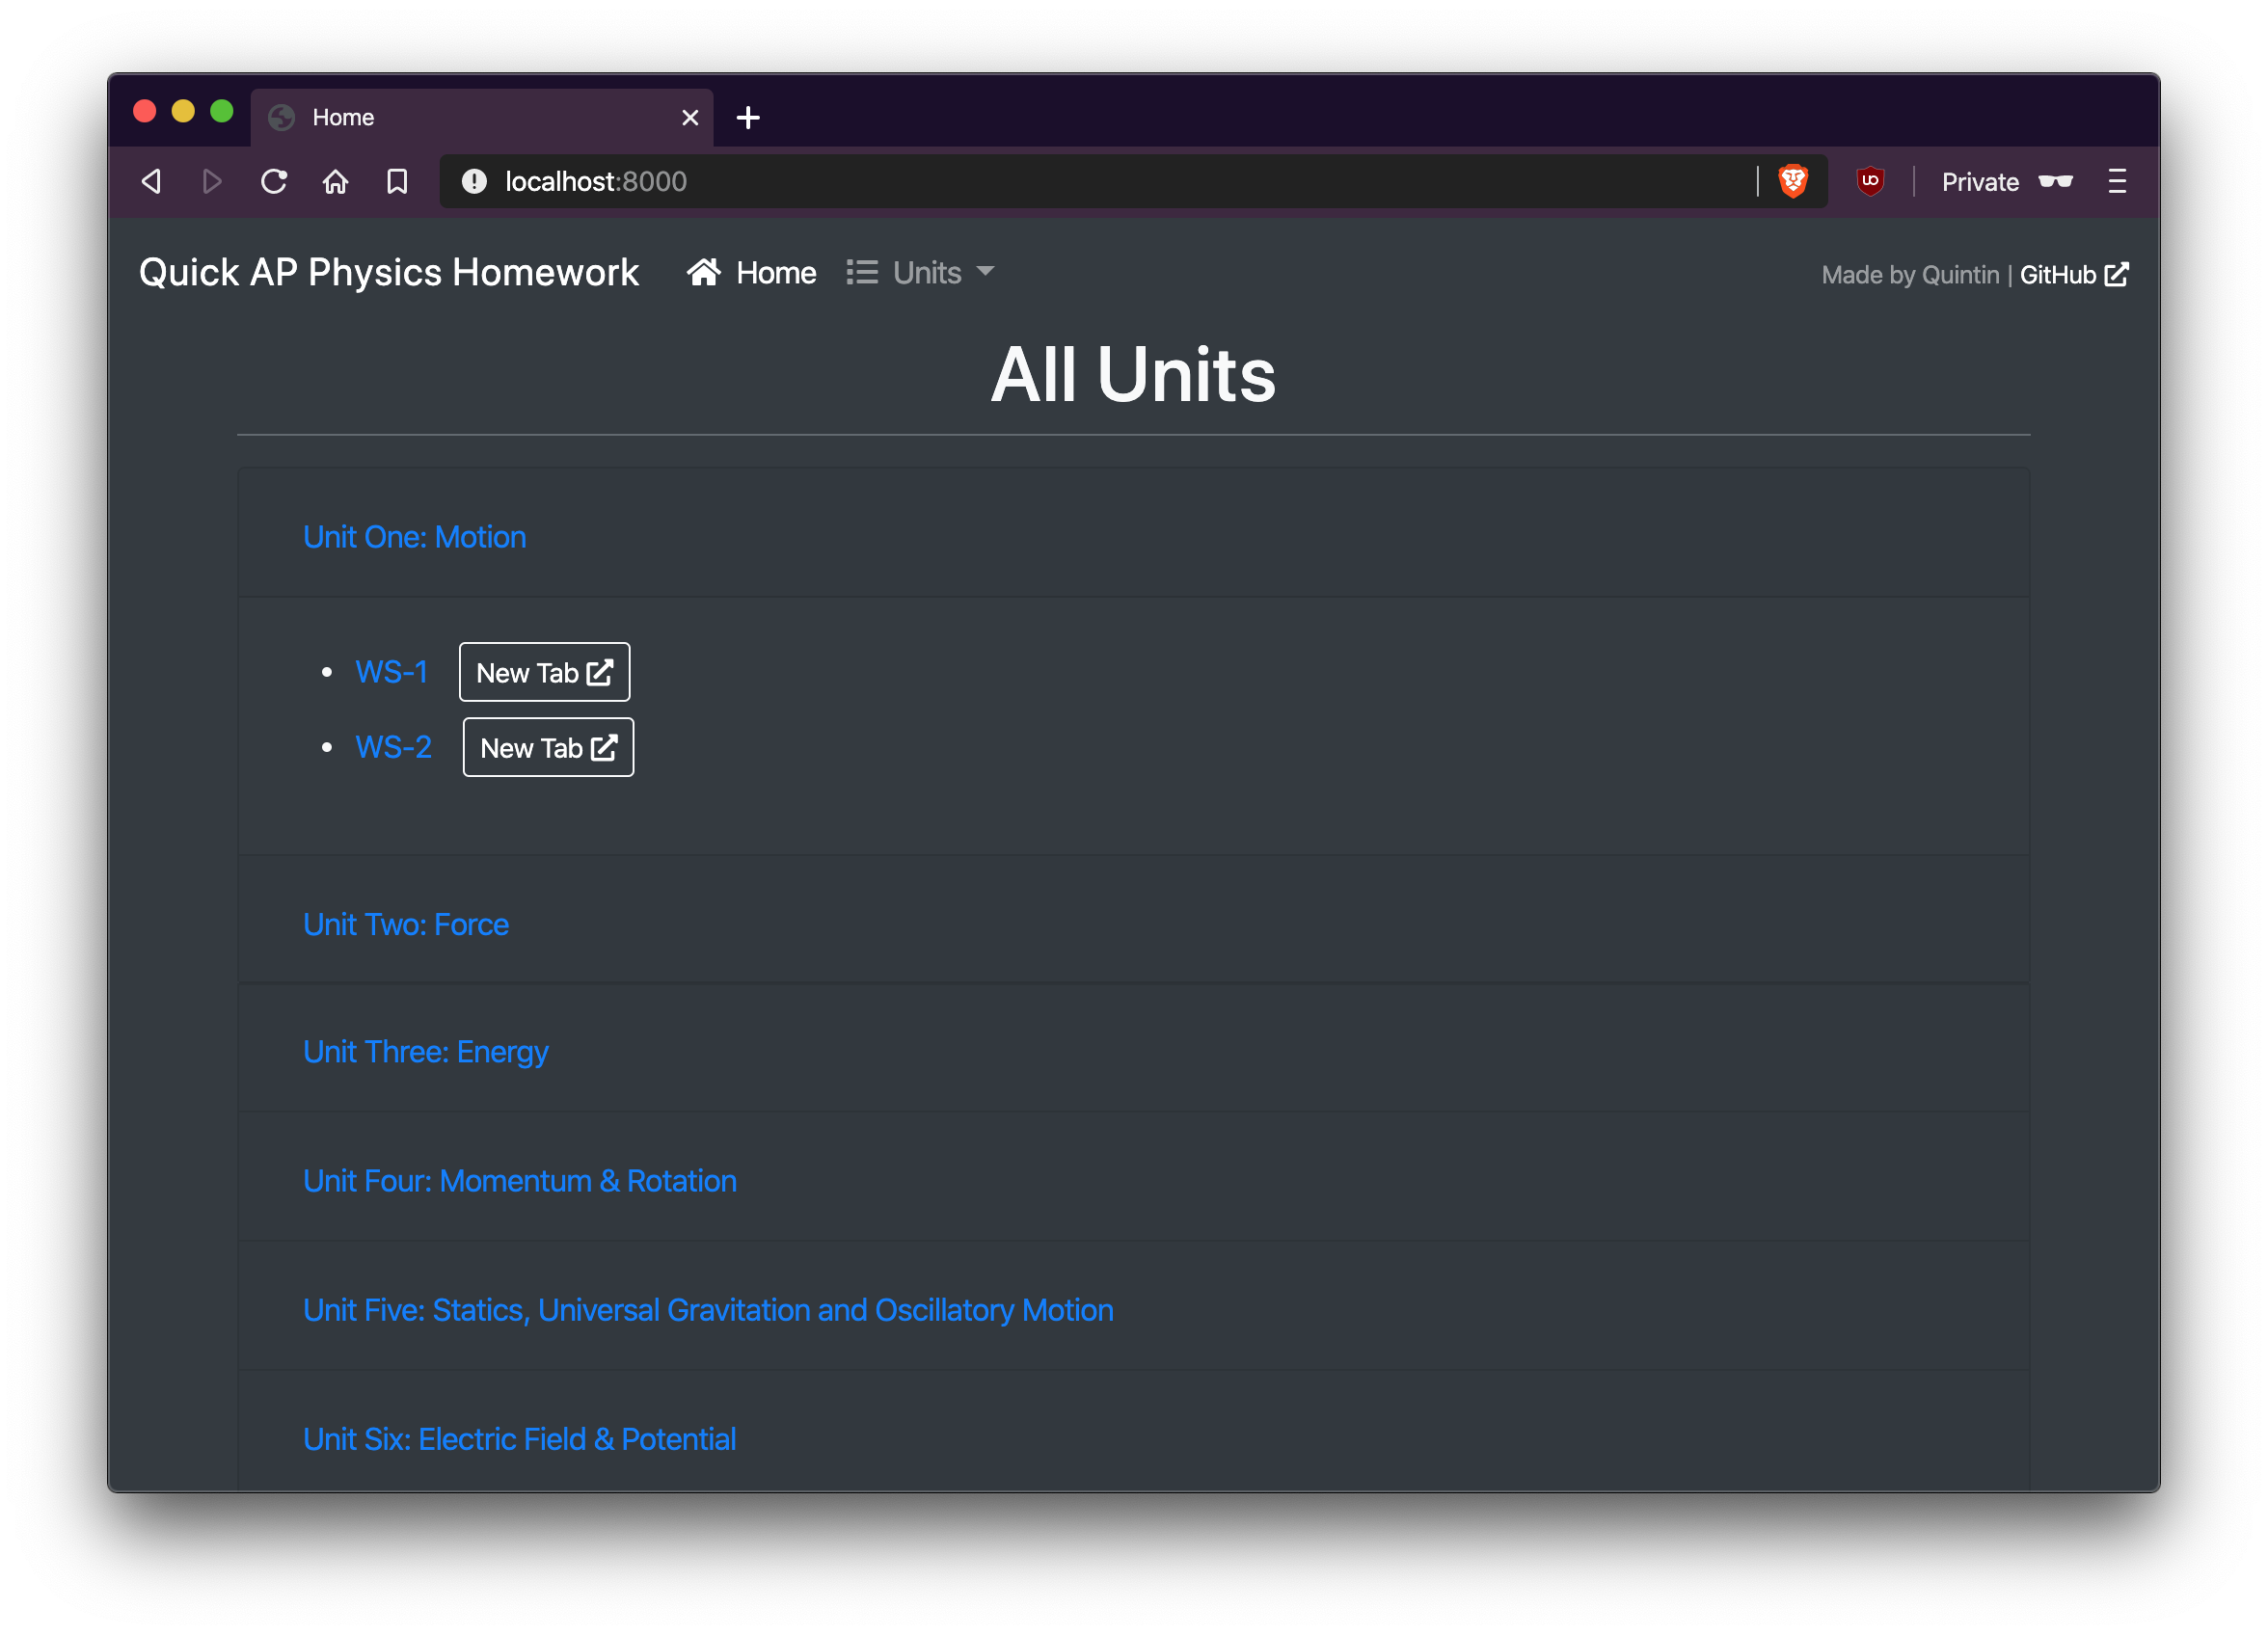 Home
localhost:8000
Private
Quick AP Physics Homework Home Units Made by Quintin | GitHub
All Units
Unit One: Motion
WS-1 New Tab
WS-2 New Tab
Unit Two: Force
Unit Three: Energy
Unit Four: Momentum & Rotation
Unit Five: Statics, Universal Gravitation and Oscillatory Motion
Unit Six: Electric Field & Potential